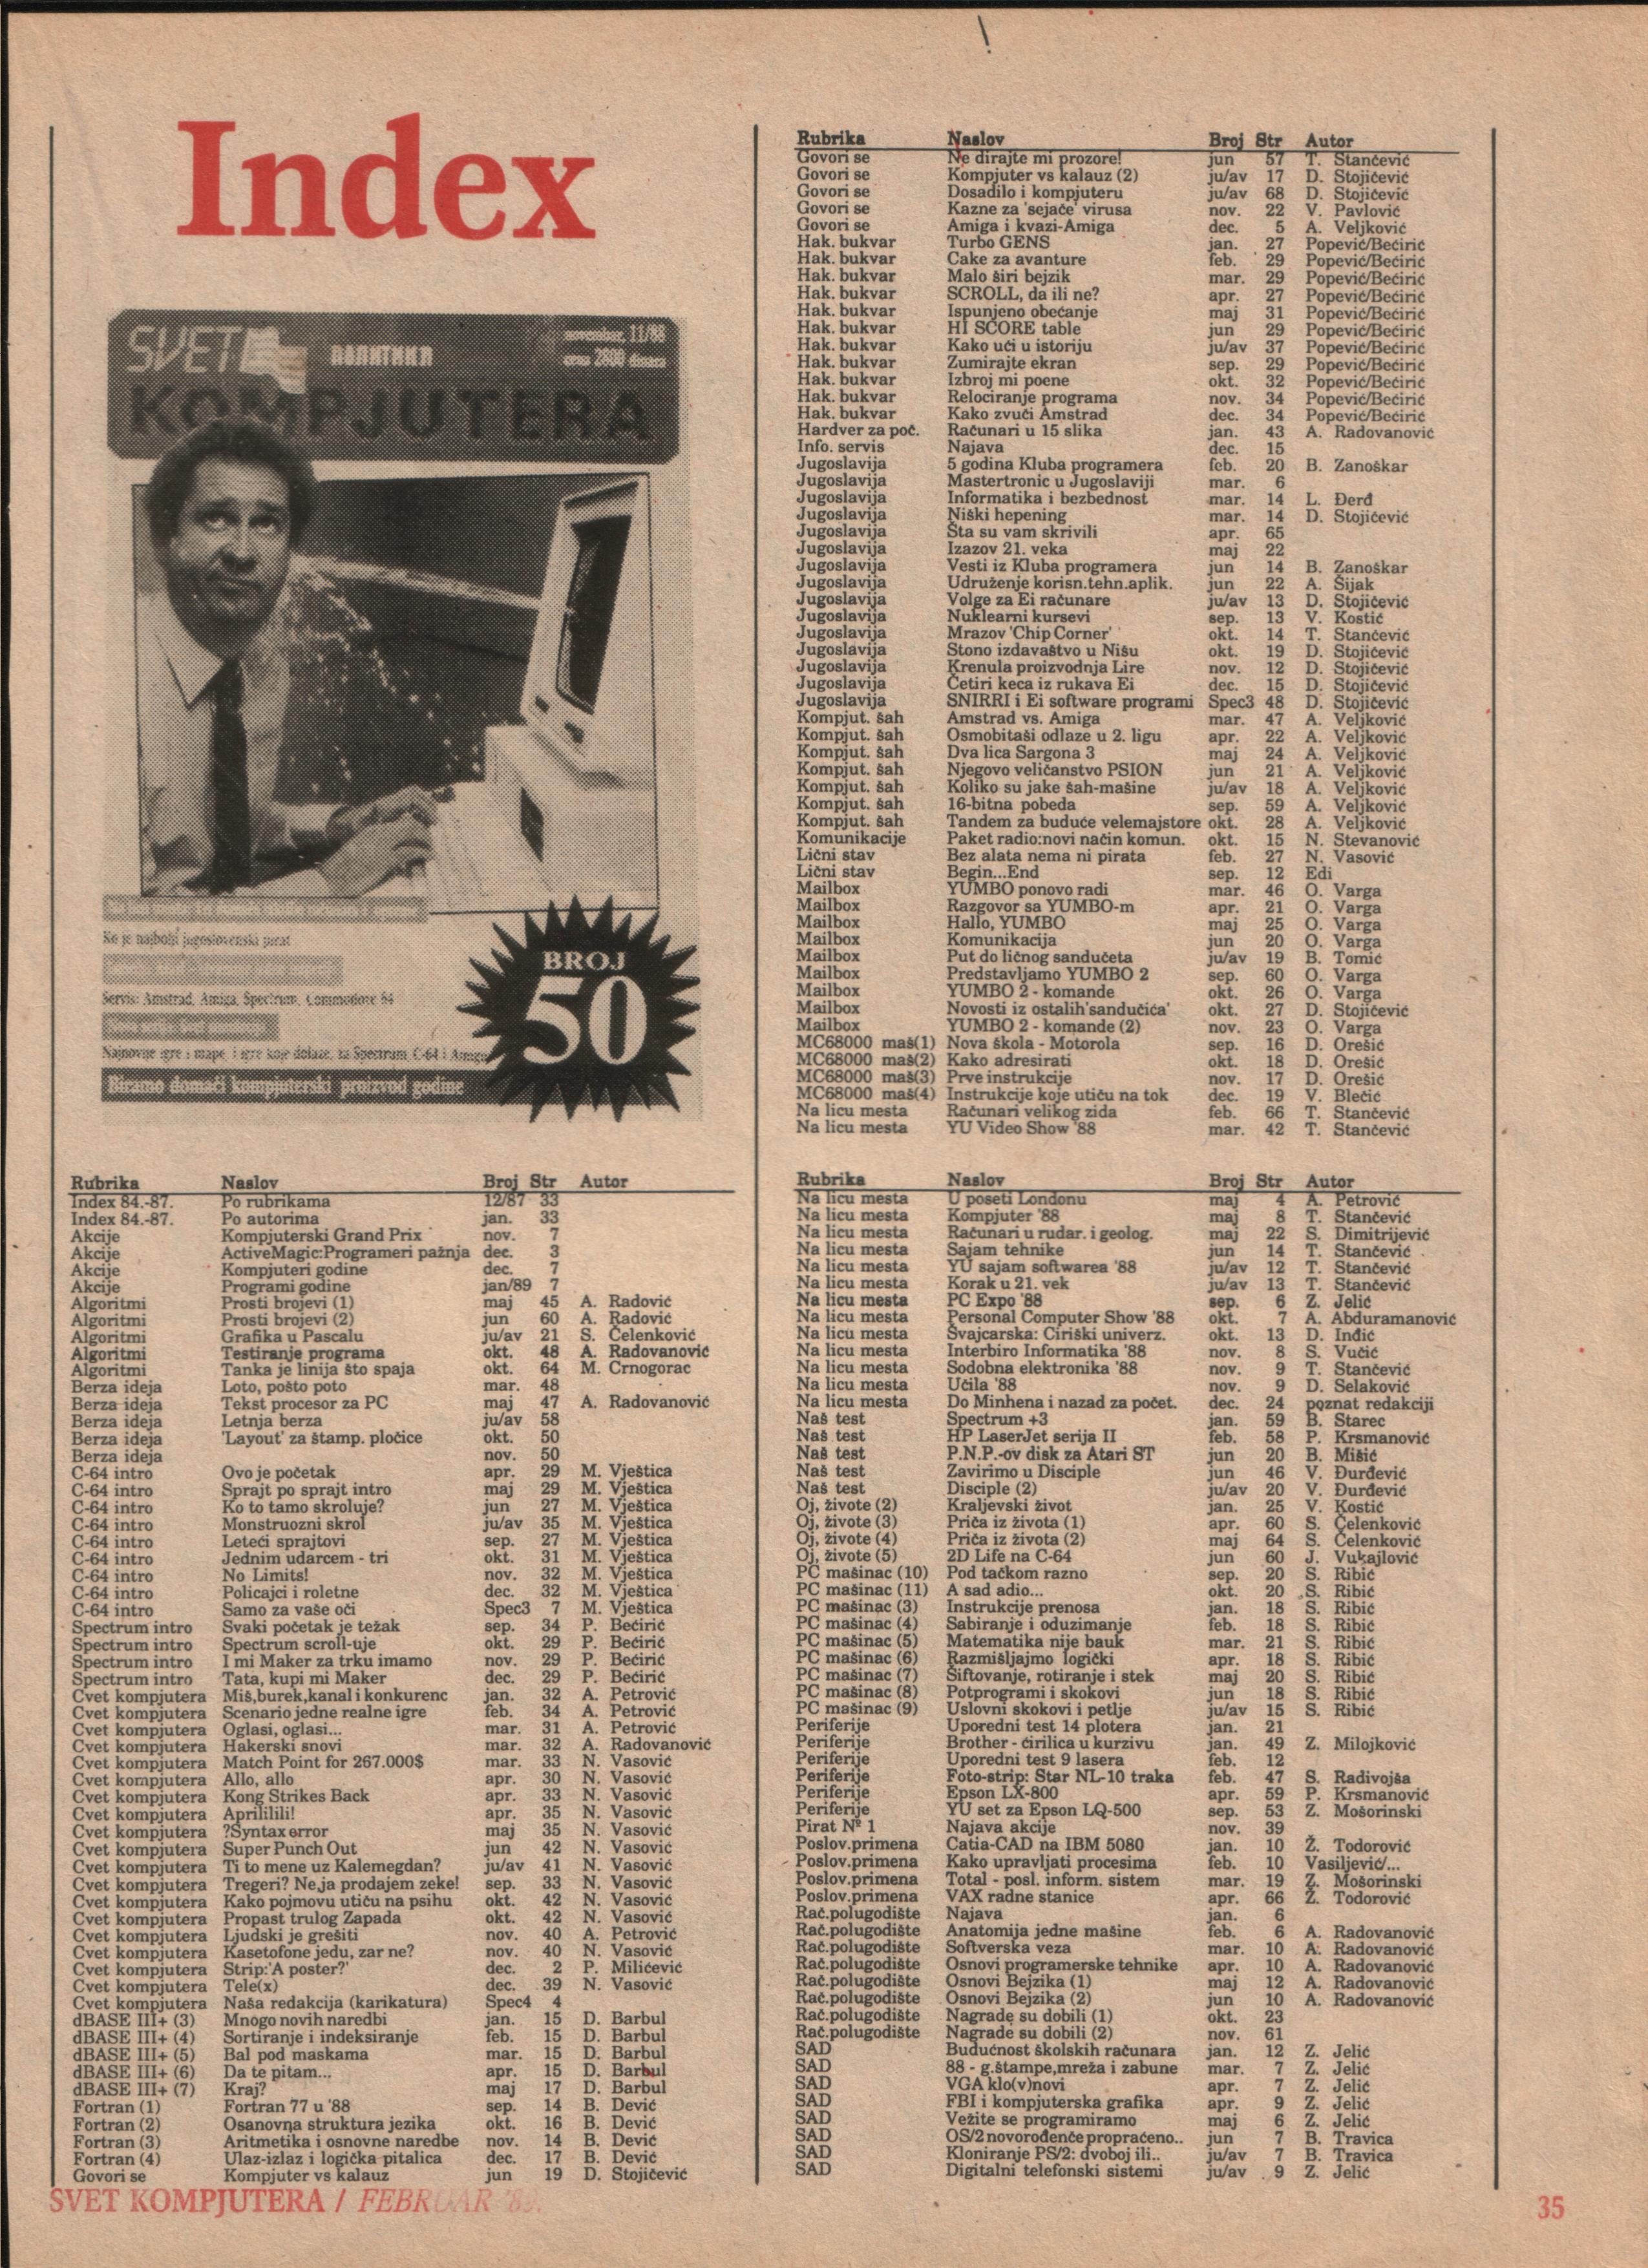 Index
SVET ПОЛИТИКА
novembar, 11/88
cena 2800 dinara
KOMPJUTERA
Ko je najbolji jugoslovenski pirat
Servis: Amstrad, Amiga, Spectrum, Commodore 64
Najnovije igre i mape, i igre koje dolaze, za Spectrum, C-64 i Amigu
Biramo domaći kompjuterski proizvod godine
BROJ
50
Rubrika Naslov Broj Str Autor
Index 84.-87. Po rubrikama 12/87 33
Index 84.-87. Po autorima jan. 33
Akcije Kompjuterski Grand Prix nov. 7
Akcije ActiveMagic:Programeri pažnja dec. 3
Akcije Kompjuteri godine dec. 7
Akcije Programi godine jan/89 7
Algoritmi Prosti brojevi (1) maj 45 A. Radović
Algoritmi Prosti brojevi (2) jun 60 A. Radović
Algoritmi Grafika u Pascalu ju/av 21 S. Čelenković
Algoritmi Testiranje programa okt. 48 A. Radovanović
Algoritmi Tanka je linija što spaja okt. 64 M. Crnogorac
Berza ideja Loto, pošto poto mar. 48
Berza ideja Tekst procesor za PC maj 47 A. Radovanović
Berza ideja Letnja berza ju/av 58
Berza ideja 'Layout' za štamp. pločice okt. 50
Berza ideja nov. 50
C-64 intro Ovo je početak apr. 29 M. Vještica
C-64 intro Sprajt po sprajt intro maj 29 M. Vještica
C-64 intro Ko to tamo skroluje? jun 27 M. Vještica
C-64 intro Monstruozni skrol ju/av 35 M. Vještica
C-64 intro Leteći sprajtovi sep. 27 M. Vještica
C-64 intro Jednim udarcem - tri okt. 31 M. Vještica
C-64 intro No Limits! nov. 32 M. Vještica
C-64 intro Policajci i roletne dec. 32 M. Vještica
C-64 intro Samo za vaše oči Spec3 7 M. Vještica
Spectrum intro Svaki početak je težak sep. 34 P. Bećirić
Spectrum intro Spectrum scroll-uje okt. 29 P. Bećirić
Spectrum intro I mi Maker za trku imamo nov. 29 P. Bećirić
Spectrum intro Tata, kupi mi Maker dec. 29 P. Bećirić
Cvet kompjutera Miš,burek,kanal i konkurenc jan. 32 A. Petrović
Cvet kompjutera Scenario jedne realne igre feb. 34 A. Petrović
Cvet kompjutera Oglasi, oglasi... mar. 31 A. Petrović
Cvet kompjutera Hakerski snovi mar. 32 A. Radovanović
Cvet kompjutera Match Point for 267.000$ mar. 33 N. Vasović
Cvet kompjutera Allo, allo apr. 30 N. Vasović
Cvet kompjutera Kong Strikes Back apr. 33 N. Vasović
Cvet kompjutera Aprililili! apr. 35 N. Vasović
Cvet kompjutera ?Syntax error maj 35 N. Vasović
Cvet kompjutera Super Punch Out jun 42 N. Vasović
Cvet kompjutera Ti to mene uz Kalemegdan? ju/av 41 N. Vasović
Cvet kompjutera Tregeri? Ne,ja prodajem zeke! sep. 33 N. Vasović
Cvet kompjutera Kako pojmovu utiču na psihu okt. 42 N. Vasović
Cvet kompjutera Propast trulog Zapada okt. 42 N. Vasović
Cvet kompjutera Ljudski je grešiti nov. 40 A. Petrović
Cvet kompjutera Kasetofone jedu, zar ne? nov. 40 N. Vasović
Cvet kompjutera Strip:'A poster?' dec. 2 P. Milićević
Cvet kompjutera Tele(x) dec. 39 N. Vasović
Cvet kompjutera Naša redakcija (karikatura) Spec4 4
dBASE III+ (3) Mnogo novih naredbi jan. 15 D. Barbul
dBASE III+ (4) Sortiranje i indeksiranje feb. 15 D. Barbul
dBASE III+ (5) Bal pod maskama mar. 15 D. Barbul
dBASE III+ (6) Da te pitam... apr. 15 D. Barbul
dBASE III+ (7) Kraj? maj 17 D. Barbul
Fortran (1) Fortran 77 u '88 sep. 14 B. Dević
Fortran (2) Osanovna struktura jezika okt. 16 B. Dević
Fortran (3) Aritmetika i osnovne naredbe nov. 14 B. Dević
Fortran (4) Ulaz-izlaz i logička pitalica dec. 17 B. Dević
Govori se Kompjuter vs kalauz jun 19 D. Stojičević
Rubrika Naslov Broj Str Autor
Govori se Ne dirajte mi prozore! jun 57 T. Stančević
Govori se Kompjuter vs kalauz (2) ju/av 17 D. Stojičević
Govori se Dosadilo i kompjuteru ju/av 68 D. Stojičević
Govori se Kazne za 'sejače' virusa nov. 22 V. Pavlović
Govori se Amiga i kvazi-Amiga dec. 5 A. Veljković
Hak. bukvar Turbo GENS jan. 27 Popević/Bećirić
Hak. bukvar Cake za avanture feb. 29 Popević/Bećirić
Hak. bukvar Malo širi bejzik mar. 29 Popević/Bećirić
Hak. bukvar SCROLL, da ili ne? apr. 27 Popević/Bećirić
Hak. bukvar Ispunjeno obećanje maj 31 Popević/Bećirić
Hak. bukvar HI SCORE table jun 29 Popević/Bećirić
Hak. bukvar Kako ući u istoriju ju/av 37 Popević/Bećirić
Hak. bukvar Zumirajte ekran sep. 29 Popević/Bećirić
Hak. bukvar Izbroj mi poene okt. 32 Popević/Bećirić
Hak. bukvar Relociranje programa nov. 34 Popević/Bećirić
Hak. bukvar Kako zvuči Amstrad dec. 34 Popević/Bećirić
Hardver za poč. Računari u 15 slika jan. 43 A. Radovanović
Info. servis Najava dec. 15
Jugoslavija 5 godina Kluba programera feb. 20 B. Zanoškar
Jugoslavija Mastertronic u Jugoslaviji mar. 6
Jugoslavija Informatika i bezbednost mar. 14 L. Đerđ
Jugoslavija Niški hepening mar. 14 D. Stojičević
Jugoslavija Šta su vam skrivili apr. 65
Jugoslavija Izazov 21. veka maj 22
Jugoslavija Vesti iz Kluba programera jun 14 B. Zanoškar
Jugoslavija Udruženje korisn.tehn.aplik. jun 22 A. Šijak
Jugoslavija Volge za Ei računare ju/av 13 D. Stojičević
Jugoslavija Nuklearni kursevi sep. 13 V. Kostić
Jugoslavija Mrazov 'Chip Corner' okt. 14 T. Stančević
Jugoslavija Stono izdavaštvo u Nišu okt. 19 D. Stojičević
Jugoslavija Krenula proizvodnja Lire nov. 12 D. Stojičević
Jugoslavija Četiri keca iz rukava Ei dec. 15 D. Stojičević
Jugoslavija SNIRRI i Ei software programi Spec3 48 D. Stojičević
Kompjut. šah Amstrad vs. Amiga mar. 47 A. Veljković
Kompjut. šah Osmobitaši odlaze u 2. ligu apr. 22 A. Veljković
Kompjut. šah Dva lica Sargona 3 maj 24 A. Veljković
Kompjut. šah Njegovo veličanstvo PSION jun 21 A. Veljković
Kompjut. šah Koliko su jake šah-mašine ju/av 18 A. Veljković
Kompjut. šah 16-bitna pobeda sep. 59 A. Veljković
Kompjut. šah Tandem za buduće velemajstore okt. 28 A. Veljković
Komunikacije Paket radio:novi način komun. okt. 15 N. Stevanović
Lični stav Bez alata nema ni pirata feb. 27 N. Vasović
Lični stav Begin...End sep. 12 Edi
Mailbox YUMBO ponovo radi mar. 46 O. Varga
Mailbox Razgovor sa YUMBO-m apr. 21 O. Varga
Mailbox Hallo, YUMBO maj 25 O. Varga
Mailbox Komunikacija jun 20 O. Varga
Mailbox Put do ličnog sandučeta ju/av 19 B. Tomić
Mailbox Predstavljamo YUMBO 2 sep. 60 O. Varga
Mailbox YUMBO 2 - komande okt. 26 O. Varga
Mailbox Novosti iz ostalih'sandučića' okt. 27 D. Stojičević
Mailbox YUMBO 2 - komande (2) nov. 23 O. Varga
MC68000 maš(1) Nova škola - Motorola sep. 16 D. Orešić
MC68000 maš(2) Kako adresirati okt. 18 D. Orešić
MC68000 maš(3) Prve instrukcije nov. 17 D. Orešić
MC68000 maš(4) Instrukcije koje utiču na tok dec. 19 V. Blečić
Na licu mesta Računari velikog zida feb. 66 T. Stančević
Na licu mesta YU Video Show '88 mar. 42 T. Stančević
Rubrika Naslov Broj Str Autor
Na licu mesta U poseti Londonu maj 4 A. Petrović
Na licu mesta Kompjuter '88 maj 8 T. Stančević
Na licu mesta Računari u rudar. i geolog. maj 22 S. Dimitrijević
Na licu mesta Sajam tehnike jun 14 T. Stančević
Na licu mesta YU sajam softwarea '88 ju/av 12 T. Stančević
Na licu mesta Korak u 21. vek ju/av 13 T. Stančević
Na licu mesta PC Expo '88 sep. 6 Z. Jelić
Na licu mesta Personal Computer Show '88 okt. 7 A. Abduramanović
Na licu mesta Švajcarska: Ciriški univerz. okt. 13 D. Inđić
Na licu mesta Interbiro Informatika '88 nov. 8 S. Vučić
Na licu mesta Sodobna elektronika '88 nov. 9 T. Stančević
Na licu mesta Učila '88 nov. 9 D. Selaković
Na licu mesta Do Minhena i nazad za počet. dec. 24 poznat redakciji
Naš test Spectrum +3 jan. 59 B. Starec
Naš test HP LaserJet serija II feb. 58 P. Krsmanović
Naš test P.N.P.-ov disk za Atari ST jun 20 B. Mišić
Naš test Zavirimo u Disciple jun 46 V. Đurđević
Naš test Disciple (2) ju/av 20 V. Đurđević
Oj, živote (2) Kraljevski život jan. 25 V. Kostić
Oj, živote (3) Priča iz života (1) apr. 60 S. Čelenković
Oj, živote (4) Priča iz života (2) maj 64 S. Čelenković
Oj, živote (5) 2D Life na C-64 jun 60 J. Vukajlović
PC mašinac (10) Pod tačkom razno sep. 20 S. Ribić
PC mašinac (11) A sad adio... okt. 20 S. Ribić
PC mašinac (3) Instrukcije prenosa jan. 18 S. Ribić
PC mašinac (4) Sabiranje i oduzimanje feb. 18 S. Ribić
PC mašinac (5) Matematika nije bauk mar. 21 S. Ribić
PC mašinac (6) Razmišljajmo logički apr. 18 S. Ribić
PC mašinac (7) Šiftovanje, rotiranje i stek maj 20 S. Ribić
PC mašinac (8) Potprogrami i skokovi jun 18 S. Ribić
PC mašinac (9) Uslovni skokovi i petlje ju/av 15 S. Ribić
Periferije Uporedni test 14 plotera jan. 21
Periferije Brother - ćirilica u kurzivu jan. 49 Z. Milojković
Periferije Uporedni test 9 lasera feb. 12
Periferije Foto-strip: Star NL-10 traka feb. 47 S. Radivojša
Periferije Epson LX-800 apr. 59 P. Krsmanović
Periferije YU set za Epson LQ-500 sep. 53 Z. Mošorinski
Pirat Nº 1 Najava akcije nov. 39
Poslov.primena Catia-CAD na IBM 5080 jan. 10 Ž. Todorović
Poslov.primena Kako upravljati procesima feb. 10 Vasiljević/...
Poslov.primena Total - posl. inform. sistem mar. 19 Z. Mošorinski
Poslov.primena VAX radne stanice apr. 66 Ž. Todorović
Rač.polugodište Najava jan. 6
Rač.polugodište Anatomija jedne mašine feb. 6 A. Radovanović
Rač.polugodište Softverska veza mar. 10 A. Radovanović
Rač.polugodište Osnovi programerske tehnike apr. 10 A. Radovanović
Rač.polugodište Osnovi Bejzika (1) maj 12 A. Radovanović
Rač.polugodište Osnovi Bejzika (2) jun 10 A. Radovanović
Rač.polugodište Nagrade su dobili (1) okt. 23
Rač.polugodište Nagrade su dobili (2) nov. 61
SAD Budućnost školskih računara jan. 12 Z. Jelić
SAD 88 - g.štampe,mreža i zabune mar. 7 Z. Jelić
SAD VGA klo(v)novi apr. 7 Z. Jelić
SAD FBI i kompjuterska grafika apr. 9 Z. Jelić
SAD Vežite se programiramo maj 6 Z. Jelić
SAD OS/2 novorođenče propraćeno.. jun 7 B. Travica
SAD Kloniranje PS/2: dvoboj ili.. ju/av 7 B. Travica
SAD Digitalni telefonski sistemi ju/av 9 Z. Jelić
SVET KOMPJUTERA / FEBRUAR '89.
35